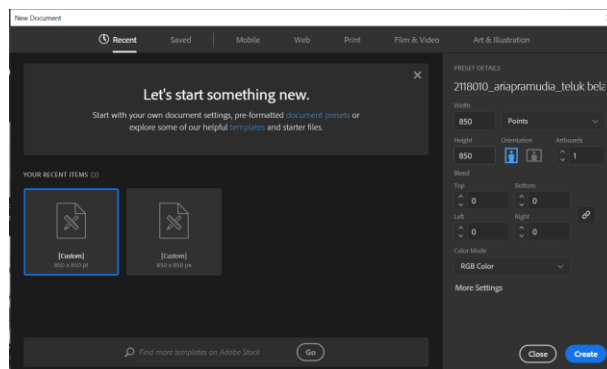 New Document
Recent Saved Mobile Web Print Film & Video Art & Illustration
Let's start something new.
Start with your own document settings, pre-formatted document presets or
explore some of our helpful templates and starter files.
YOUR RECENT ITEMS (2)
[Custom]
850 x 850 pt
[Custom]
850 x 850 px
Find more templates on Adobe Stock Go
PRESET DETAILS
2118010_ariapramudia_teluk bela
Width
850 Points
Height Orientation Artboards
850 1
Bleed
Top Bottom
0 0
Left Right
0 0
Color Mode
RGB Color
More Settings
Close Create